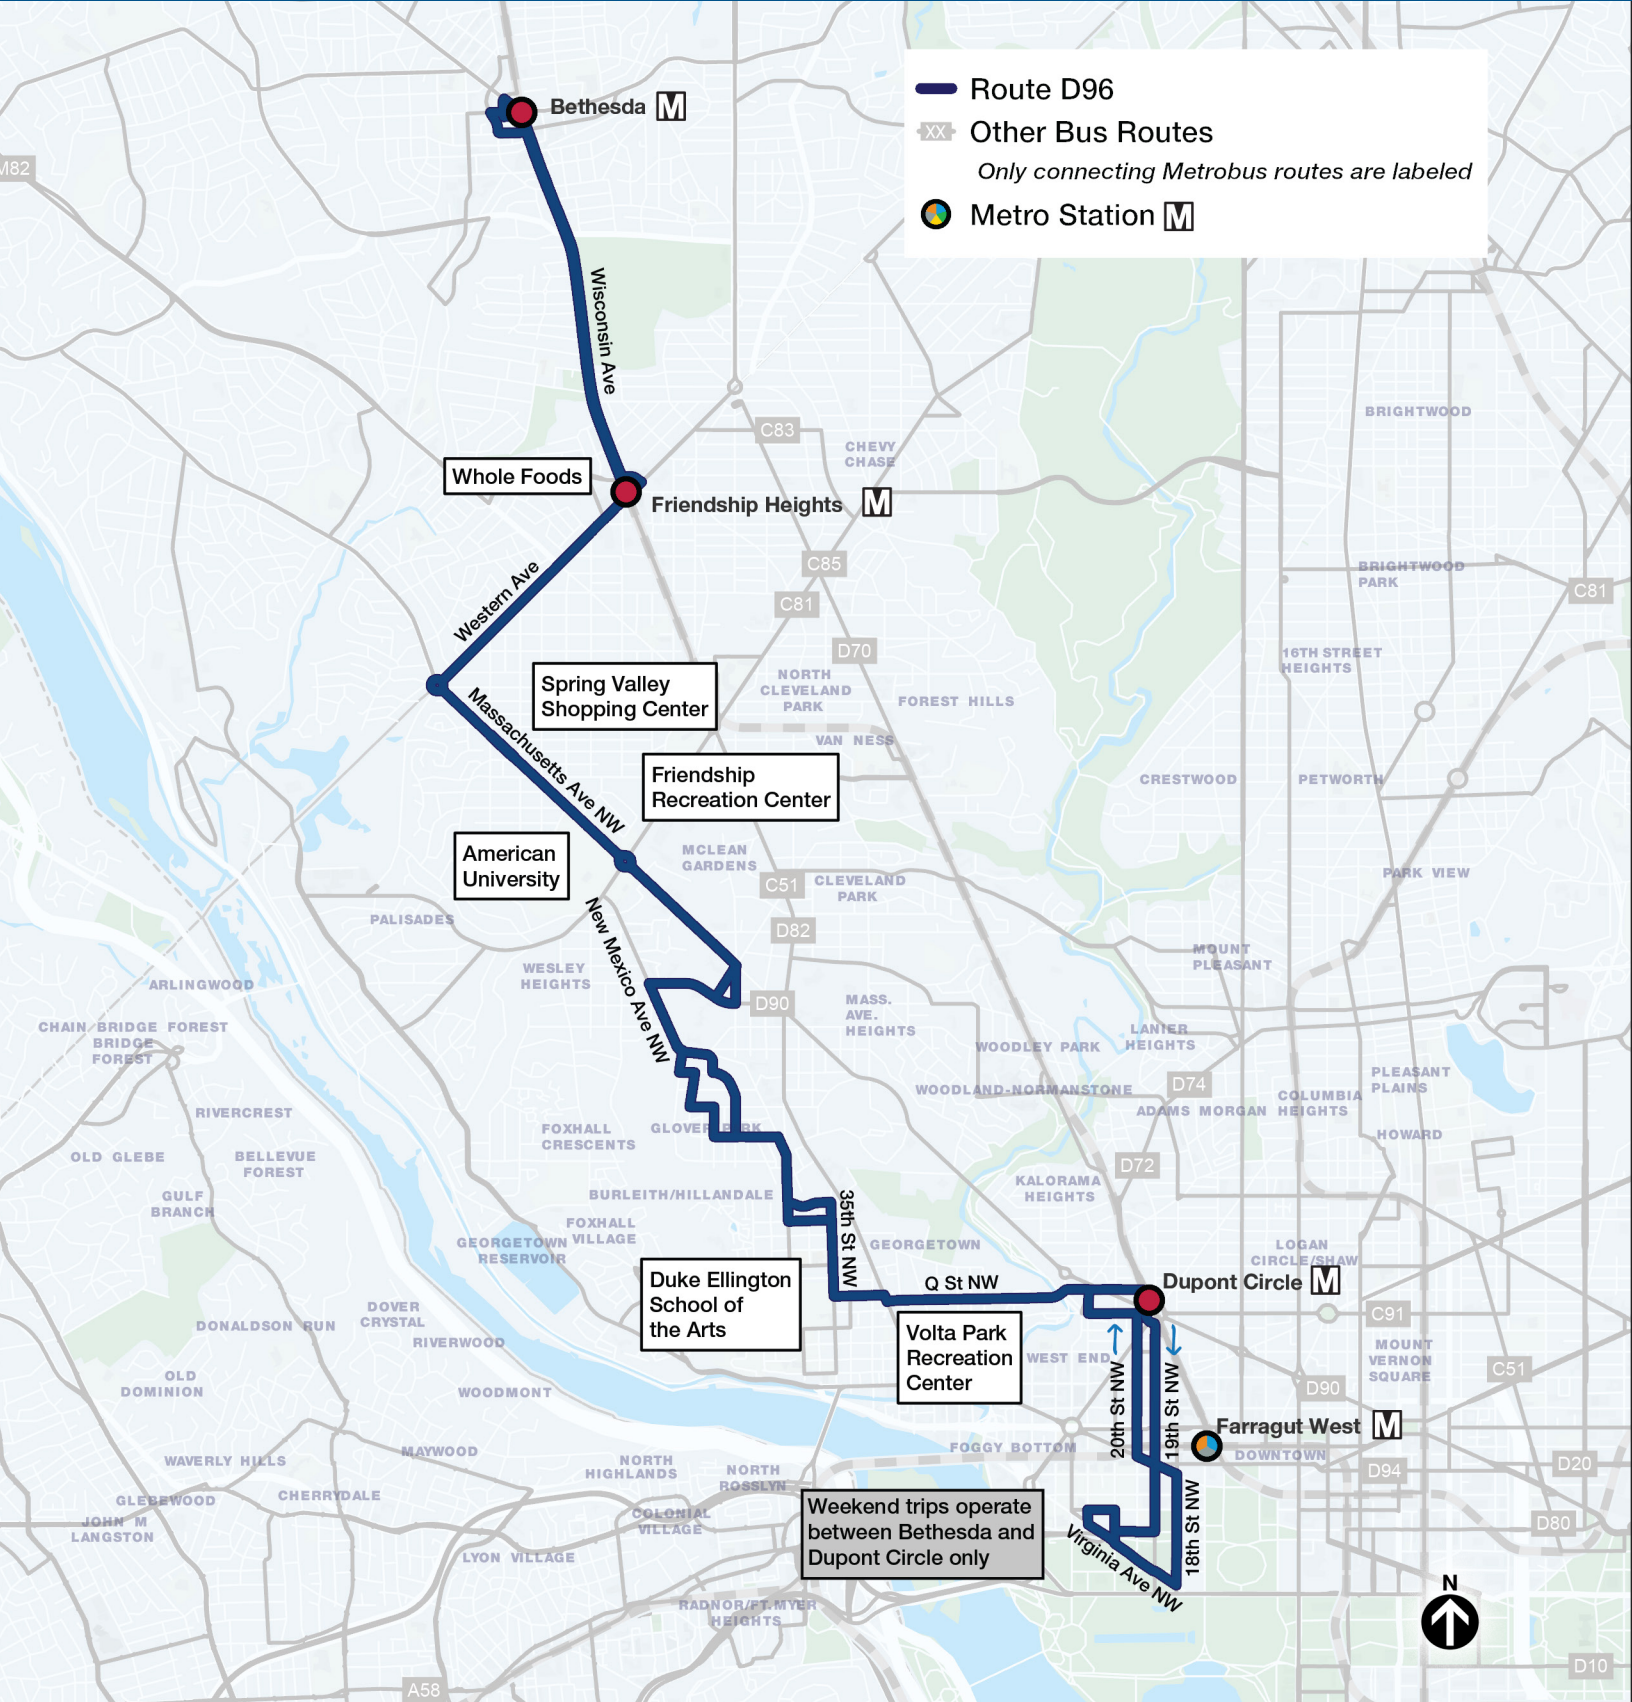 Route D96
XX
Other Bus Routes
Only connecting Metrobus routes are labeled
Metro Station M
Bethesda M
M82
Wisconsin Ave
BRIGHTWOOD
C83
CHEVY
CHASE
Whole Foods
Friendship Heights M
C85
BRIGHTWOOD
PARK
C81
C81
Western Ave
D70
16TH STREET
HEIGHTS
NORTH
CLEVELAND
PARK
FOREST HILLS
Spring Valley
Shopping Center
Massachusetts Ave NW
VAN NESS
Friendship
Recreation Center
CRESTWOOD
PETWORTH
American
University
MCLEAN
GARDENS
C51
CLEVELAND
PARK
PARK VIEW
PALISADES
D82
New Mexico Ave NW
MOUNT
PLEASANT
WESLEY
HEIGHTS
ARLINGWOOD
D90
MASS.
AVE.
HEIGHTS
CHAIN BRIDGE FOREST
BRIDGE
FOREST
LANIER
HEIGHTS
WOODLEY PARK
PLEASANT
PLAINS
D74
WOODLAND-NORMANSTONE
COLUMBIA
HEIGHTS
ADAMS MORGAN
RIVERCREST
FOXHALL
CRESCENTS
GLOVER PARK
HOWARD
OLD GLEBE
BELLEVUE
FOREST
D72
GULF
BRANCH
BURLEITH/HILLANDALE
35th St NW
KALORAMA
HEIGHTS
FOXHALL
VILLAGE
GEORGETOWN
RESERVOIR
GEORGETOWN
LOGAN
CIRCLE/SHAW
Duke Ellington
School of
the Arts
Q St NW
Dupont Circle M
DOVER
CRYSTAL
DONALDSON RUN
RIVERWOOD
C91
Volta Park
Recreation
Center
WEST END
20th St NW
19th St NW
MOUNT
VERNON
SQUARE
C51
OLD
DOMINION
WOODMONT
D90
Farragut West M
FOGGY BOTTOM
DOWNTOWN
WAVERLY HILLS
MAYWOOD
NORTH
HIGHLANDS
NORTH
ROSSLYN
D94
D20
GLEBEWOOD
CHERRYDALE
JOHN M
LANGSTON
COLONIAL
VILLAGE
Weekend trips operate
between Bethesda and
Dupont Circle only
18th St NW
D80
Virginia Ave NW
LYON VILLAGE
RADNOR/FT.MYER
HEIGHTS
N
D10
A58